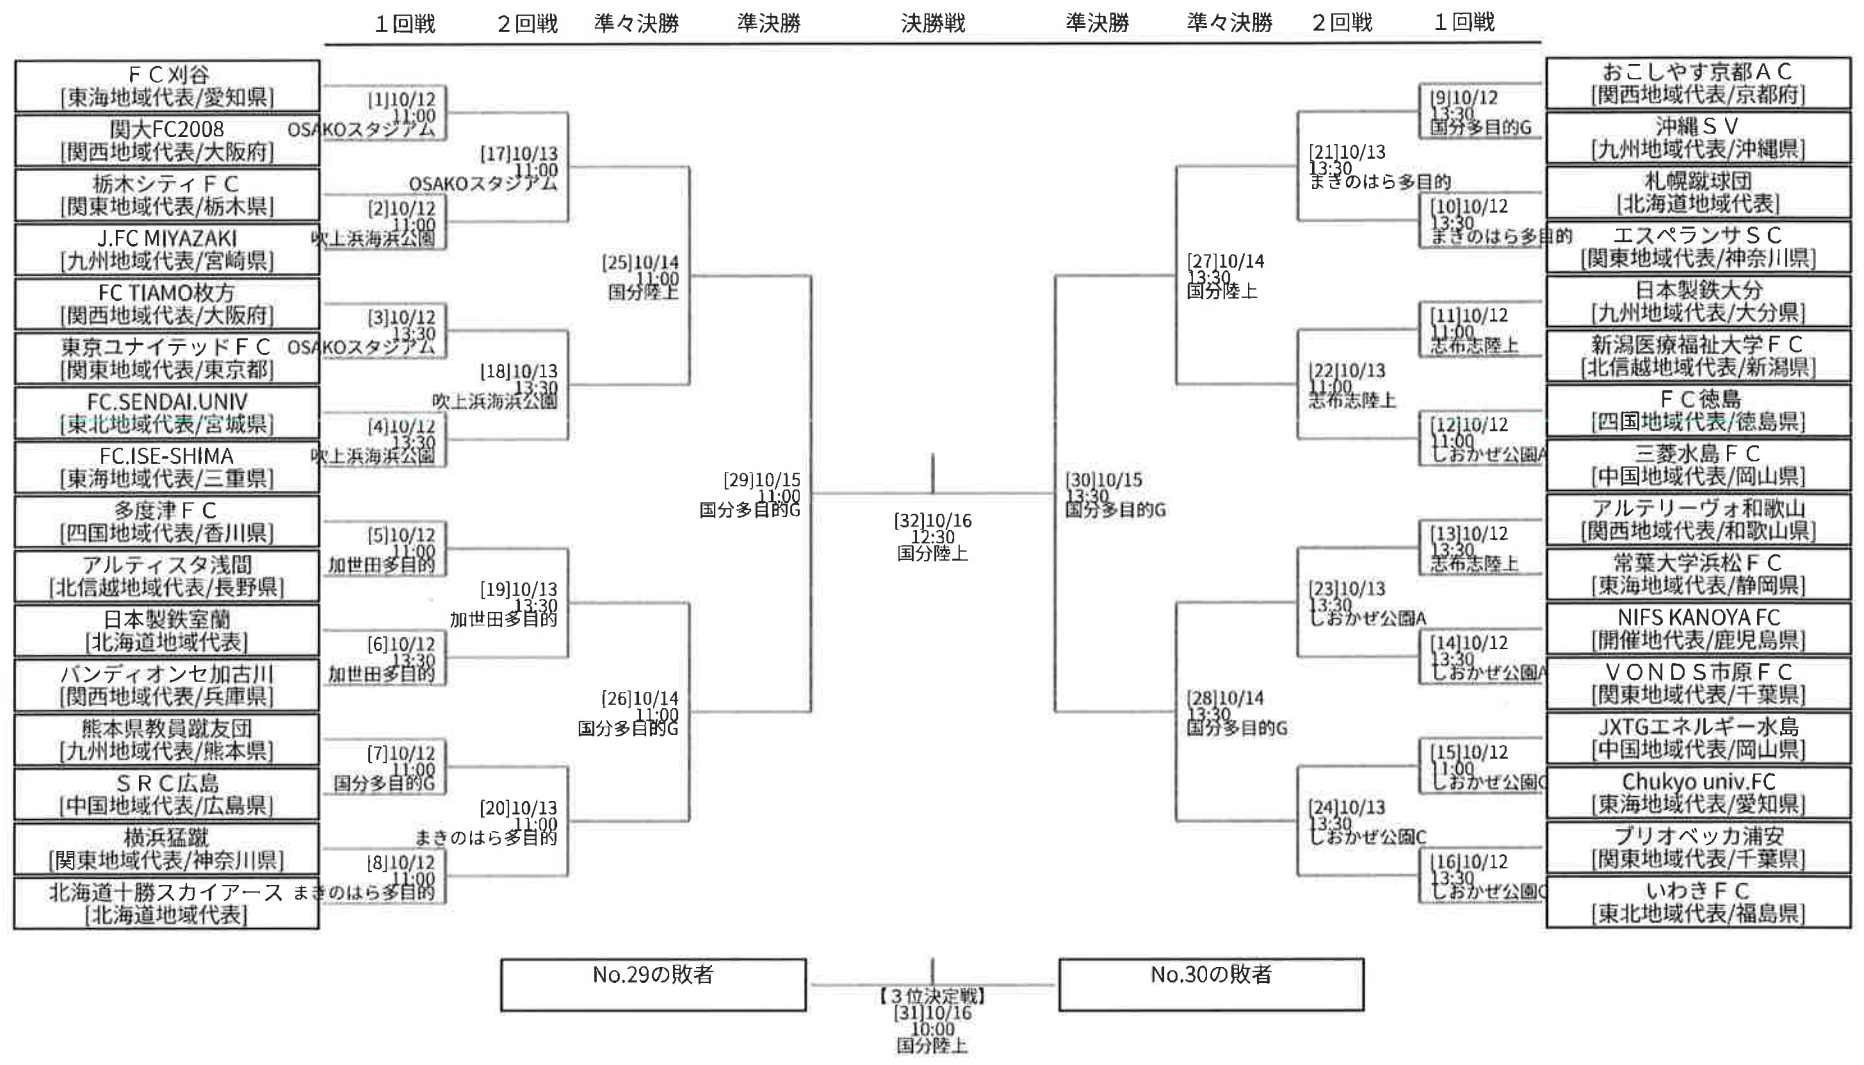 １回戦 ２回戦 準々決勝 準決勝 決勝戦 準決勝 準々決勝 ２回戦 １回戦
ＦＣ刈谷
[東海地域代表/愛知県]
関大FC2008
[関西地域代表/大阪府]
栃木シティＦＣ
[関東地域代表/栃木県]
J.FC MIYAZAKI
[九州地域代表/宮崎県]
FC TIAMO枚方
[関西地域代表/大阪府]
東京ユナイテッドＦＣ
[関東地域代表/東京都]
FC.SENDAI.UNIV
[東北地域代表/宮城県]
FC.ISE-SHIMA
[東海地域代表/三重県]
多度津ＦＣ
[四国地域代表/香川県]
アルティスタ浅間
[北信越地域代表/長野県]
日本製鉄室蘭
[北海道地域代表]
バンディオンセ加古川
[関西地域代表/兵庫県]
熊本県教員蹴友団
[九州地域代表/熊本県]
ＳＲＣ広島
[中国地域代表/広島県]
横浜猛蹴
[関東地域代表/神奈川県]
北海道十勝スカイアース
[北海道地域代表]
[1]10/12
11:00
OSAKOスタジアム
[2]10/12
11:00
吹上浜海浜公園
[3]10/12
13:30
OSAKOスタジアム
[4]10/12
13:30
吹上浜海浜公園
[5]10/12
11:00
加世田多目的
[6]10/12
13:30
加世田多目的
[7]10/12
11:00
国分多目的G
[8]10/12
11:00
まきのはら多目的
[17]10/13
11:00
OSAKOスタジアム
[18]10/13
13:30
吹上浜海浜公園
[19]10/13
13:30
加世田多目的
[20]10/13
11:00
まきのはら多目的
[25]10/14
11:00
国分陸上
[26]10/14
11:00
国分多目的G
[29]10/15
11:00
国分多目的G
[32]10/16
12:30
国分陸上
[30]10/15
13:30
国分多目的G
[27]10/14
13:30
国分陸上
[28]10/14
13:30
国分多目的G
[21]10/13
13:30
まきのはら多目的
[22]10/13
11:00
志布志陸上
[23]10/13
13:30
しおかぜ公園A
[24]10/13
13:30
しおかぜ公園C
[9]10/12
13:30
国分多目的G
[10]10/12
13:30
まきのはら多目的
[11]10/12
11:00
志布志陸上
[12]10/12
11:00
しおかぜ公園A
[13]10/12
13:30
志布志陸上
[14]10/12
13:30
しおかぜ公園A
[15]10/12
11:00
しおかぜ公園C
[16]10/12
13:30
しおかぜ公園C
おこしやす京都ＡＣ
[関西地域代表/京都府]
沖縄ＳＶ
[九州地域代表/沖縄県]
札幌蹴球団
[北海道地域代表]
エスペランサＳＣ
[関東地域代表/神奈川県]
日本製鉄大分
[九州地域代表/大分県]
新潟医療福祉大学ＦＣ
[北信越地域代表/新潟県]
ＦＣ徳島
[四国地域代表/徳島県]
三菱水島ＦＣ
[中国地域代表/岡山県]
アルテリーヴォ和歌山
[関西地域代表/和歌山県]
常葉大学浜松ＦＣ
[東海地域代表/静岡県]
NIFS KANOYA FC
[開催地代表/鹿児島県]
ＶＯＮＤＳ市原ＦＣ
[関東地域代表/千葉県]
JXTGエネルギー水島
[中国地域代表/岡山県]
Chukyo univ.FC
[東海地域代表/愛知県]
ブリオベッカ浦安
[関東地域代表/千葉県]
いわきＦＣ
[東北地域代表/福島県]
No.29の敗者
No.30の敗者
【３位決定戦】
[31]10/16
10:00
国分陸上